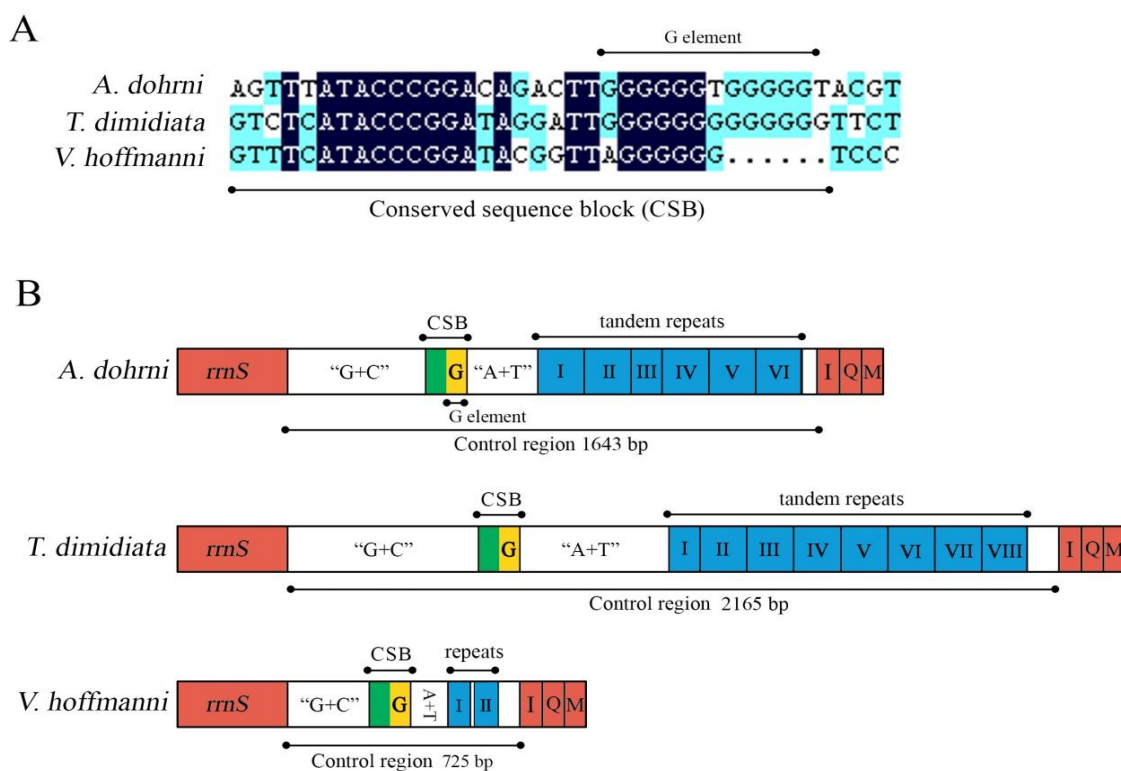 A
G element
A. dohrni AGTTTATACCCGGACAGACTTGGGGGGTGGGGGTACGT
T. dimidiata GTCTCATACCCGGATAGGATTGGGGGGGGGGGGGTTCT
V. hoffmanni GTTTCATACCCGGATACGGTTAGGGGGG......TCCC
Conserved sequence block (CSB)
B
CSB tandem repeats
A. dohrni rrnS "G+C" G "A+T" I II III IV V VI I Q M
G element
Control region 1643 bp
CSB tandem repeats
T. dimidiata rrnS "G+C" G "A+T" I II III IV V VI VII VIII I Q M
Control region 2165 bp
CSB repeats
V. hoffmanni rrnS "G+C" G A+T I II I Q M
Control region 725 bp